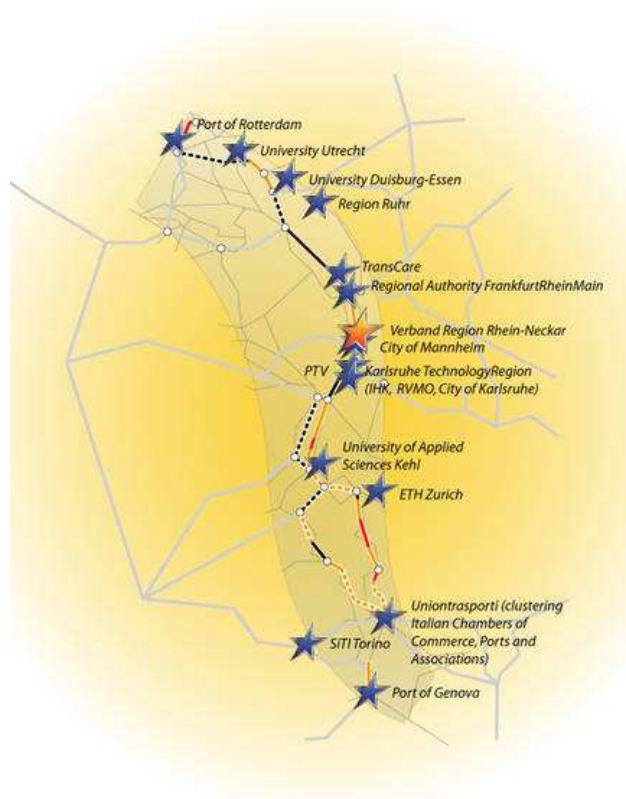 Port of Rotterdam
University Utrecht
University Duisburg-Essen
Region Ruhr
TransCare
Regional Authority FrankfurtRheinMain
Verband Region Rhein-Neckar
City of Mannheim
PTV
Karlsruhe TechnologyRegion
(IHK, RVMO, City of Karlsruhe)
University of Applied
Sciences Kehl
ETH Zurich
Uniontrasporti (clustering
Italian Chambers of
Commerce, Ports and
Associations)
SiTI Torino
Port of Genova